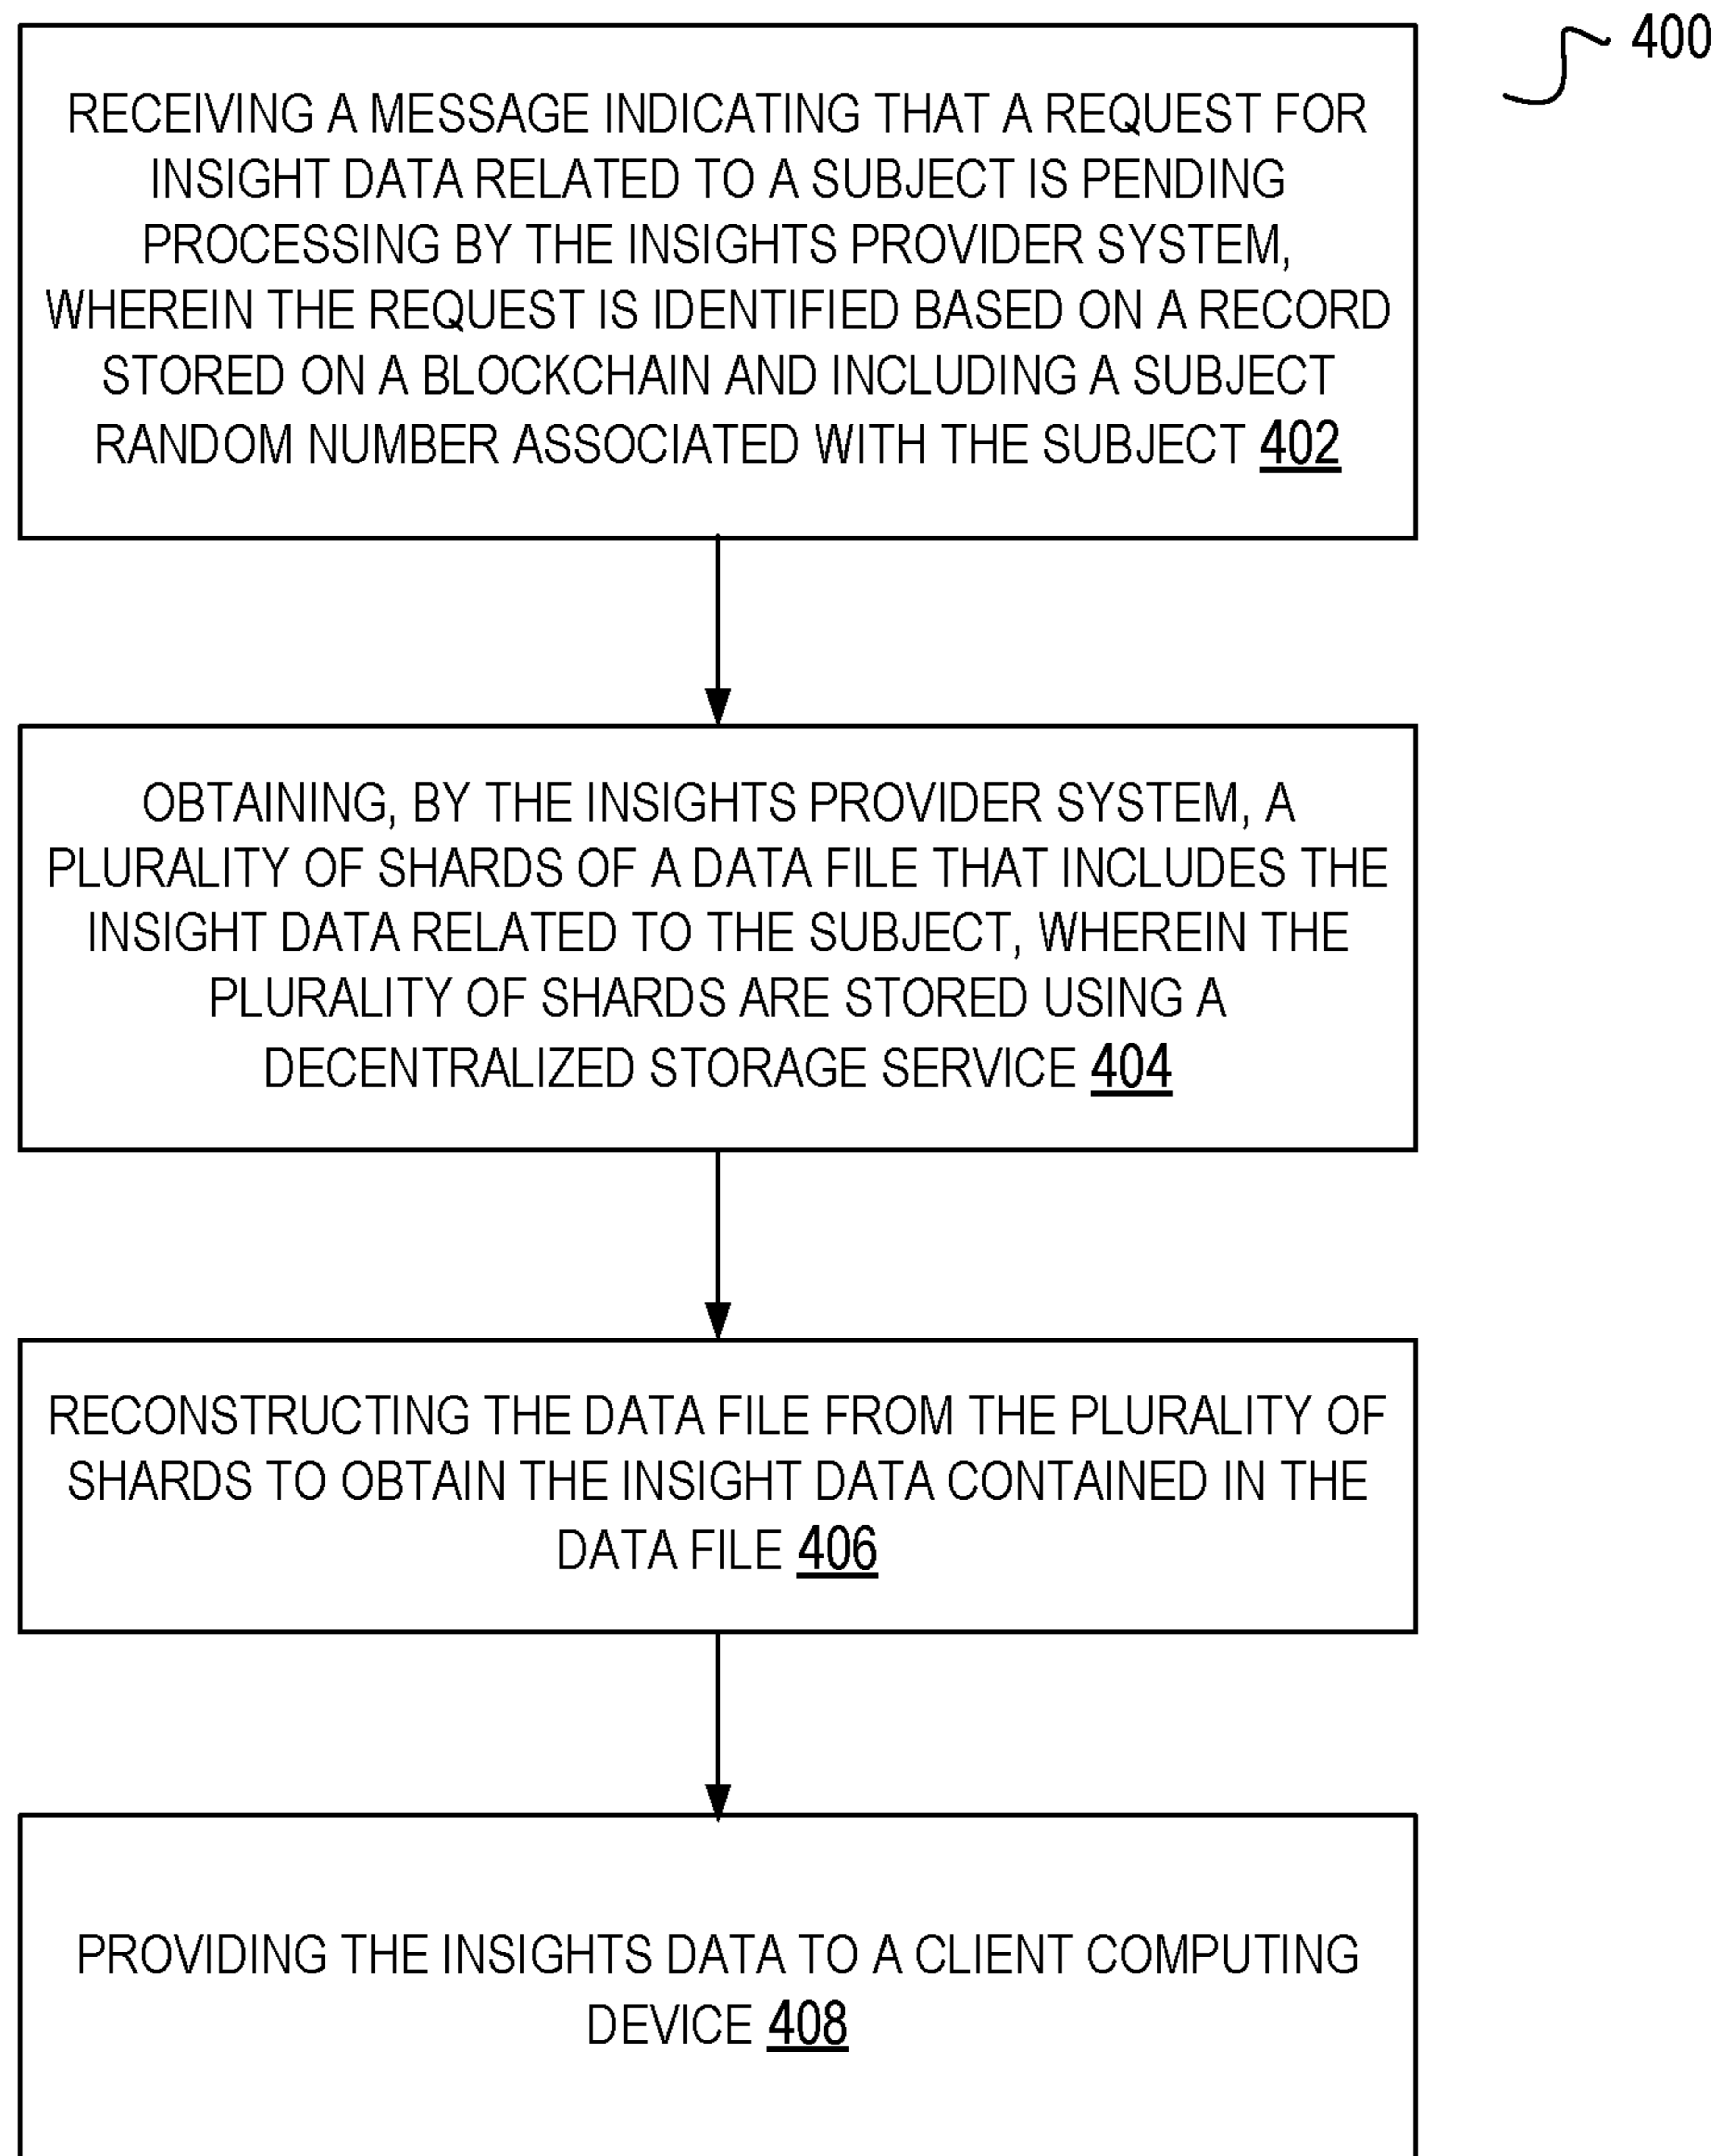 400
RECEIVING A MESSAGE INDICATING THAT A REQUEST FOR
INSIGHT DATA RELATED TO A SUBJECT IS PENDING
PROCESSING BY THE INSIGHTS PROVIDER SYSTEM,
WHEREIN THE REQUEST IS IDENTIFIED BASED ON A RECORD
STORED ON A BLOCKCHAIN AND INCLUDING A SUBJECT
RANDOM NUMBER ASSOCIATED WITH THE SUBJECT 402
OBTAINING, BY THE INSIGHTS PROVIDER SYSTEM, A
PLURALITY OF SHARDS OF A DATA FILE THAT INCLUDES THE
INSIGHT DATA RELATED TO THE SUBJECT, WHEREIN THE
PLURALITY OF SHARDS ARE STORED USING A
DECENTRALIZED STORAGE SERVICE 404
RECONSTRUCTING THE DATA FILE FROM THE PLURALITY OF
SHARDS TO OBTAIN THE INSIGHT DATA CONTAINED IN THE
DATA FILE 406
PROVIDING THE INSIGHTS DATA TO A CLIENT COMPUTING
DEVICE 408